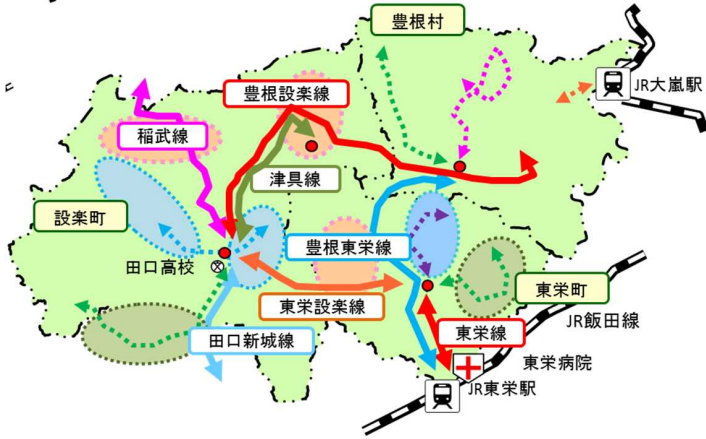 豊根村
JR大嵐駅
豊根設楽線
稲武線
津具線
設楽町
豊根東栄線
田口高校
東栄設楽線
東栄町
田口新城線
東栄線
JR飯田線
東栄病院
JR東栄駅